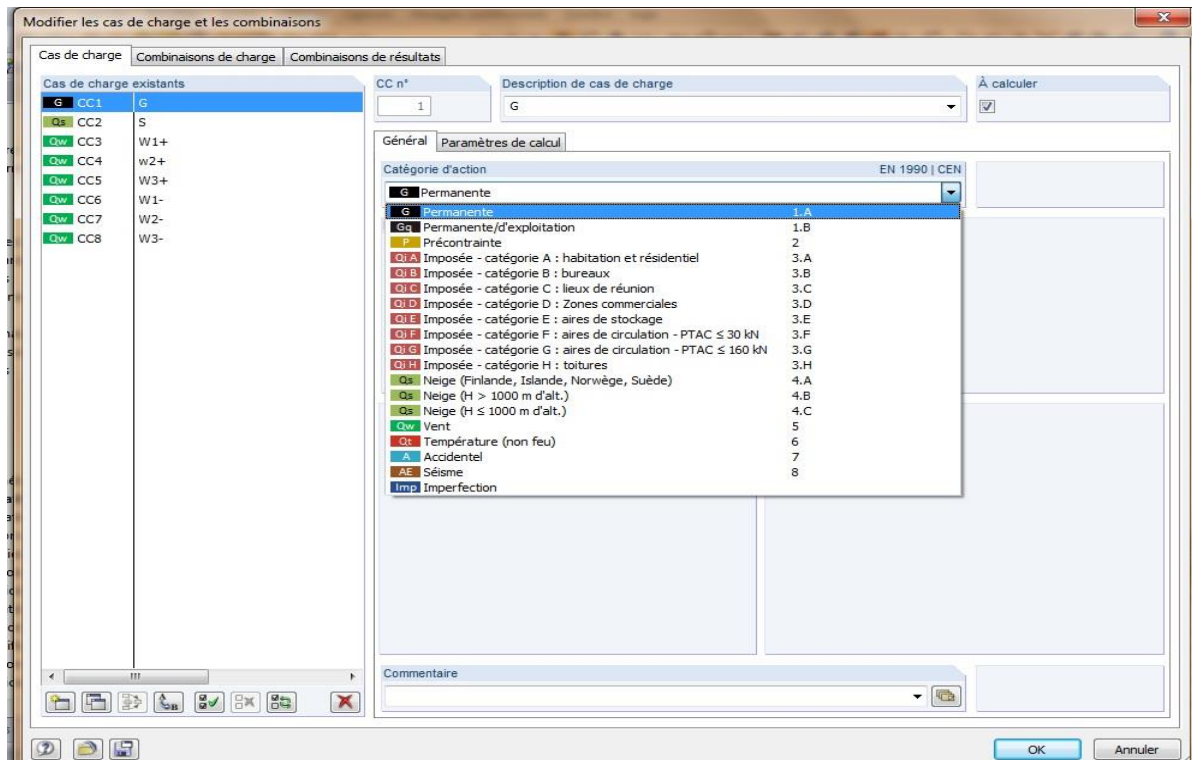 Modifier les cas de charge et les combinaisons
Cas de charge Combinaisons de charge Combinaisons de résultats
Cas de charge existants
G CC1 G
Qs CC2 S
Qw CC3 W1+
Qw CC4 w2+
Qw CC5 W3+
Qw CC6 W1-
Qw CC7 W2-
Qw CC8 W3-
CC n° Description de cas de charge À calculer
1 G
Général Paramètres de calcul
Catégorie d'action EN 1990 | CEN
G Permanente
G Permanente 1.A
Gq Permanente/d'exploitation 1.B
P Précontrainte 2
Qi A Imposée - catégorie A : habitation et résidentiel 3.A
Qi B Imposée - catégorie B : bureaux 3.B
Qi C Imposée - catégorie C : lieux de réunion 3.C
Qi D Imposée - catégorie D : Zones commerciales 3.D
Qi E Imposée - catégorie E : aires de stockage 3.E
Qi F Imposée - catégorie F : aires de circulation - PTAC ≤ 30 kN 3.F
Qi G Imposée - catégorie G : aires de circulation - PTAC ≤ 160 kN 3.G
Qi H Imposée - catégorie H : toitures 3.H
Qs Neige (Finlande, Islande, Norwège, Suède) 4.A
Qs Neige (H > 1000 m d'alt.) 4.B
Qs Neige (H ≤ 1000 m d'alt.) 4.C
Qw Vent 5
Qt Température (non feu) 6
A Accidentel 7
AE Séisme 8
Imp Imperfection
Commentaire
OK Annuler